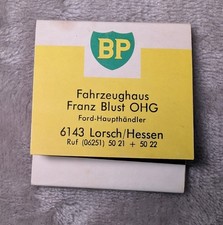 BP
Fahrzeughaus
Franz Blust OHG
Ford-Haupthändler
6143 Lorsch/Hessen
Ruf (06251) 50 21 + 50 22